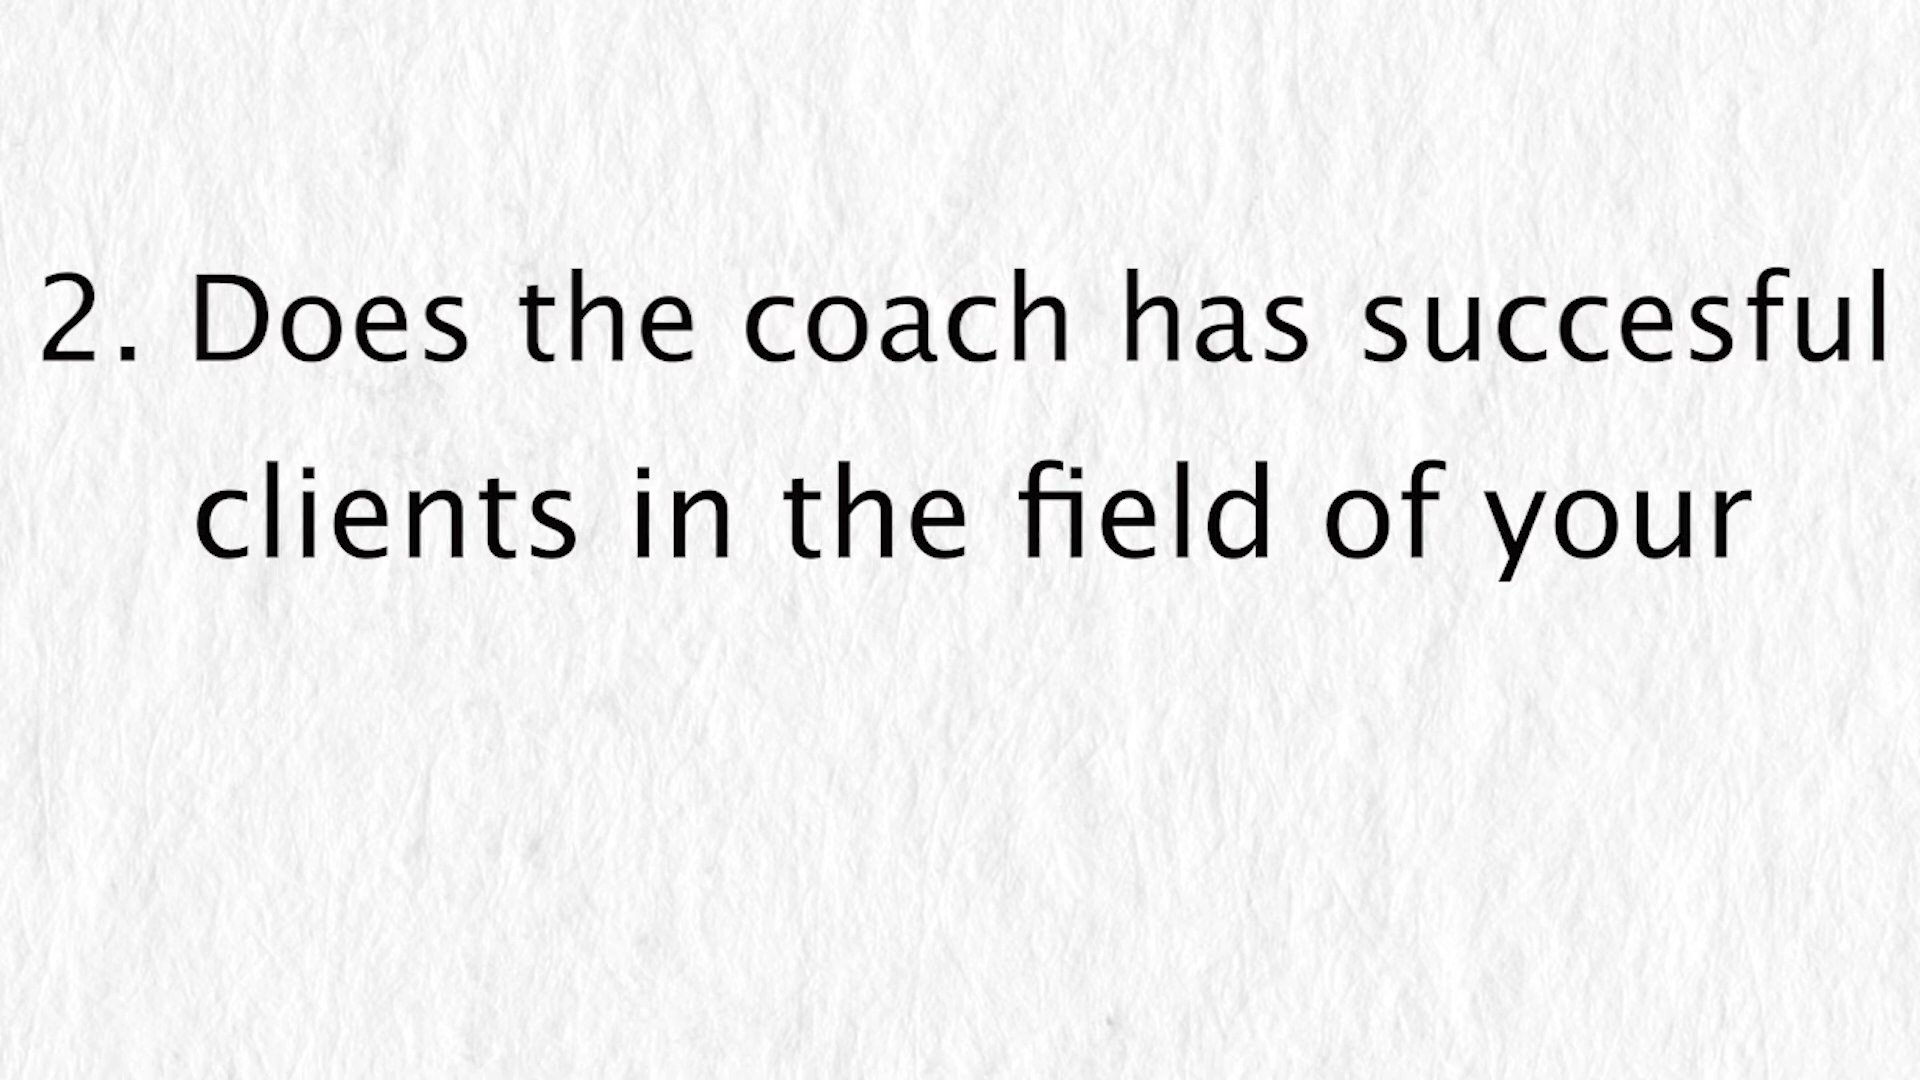 2. Does the coach has succesful
clients in the field of your